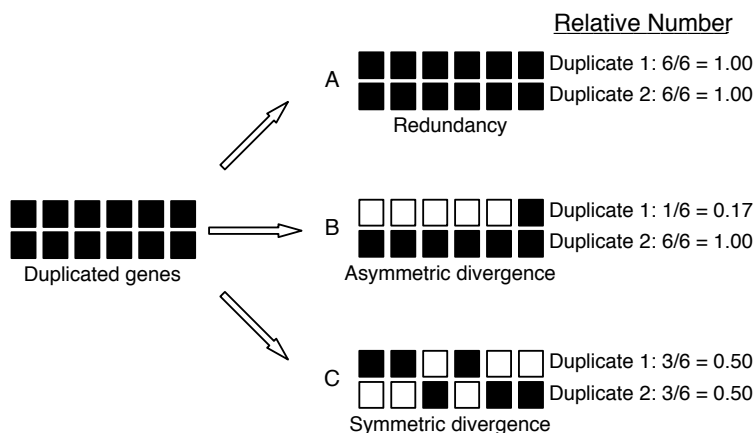 Relative Number
A
Duplicate 1: 6/6 = 1.00
Duplicate 2: 6/6 = 1.00
Redundancy
Duplicated genes
B
Duplicate 1: 1/6 = 0.17
Duplicate 2: 6/6 = 1.00
Asymmetric divergence
C
Duplicate 1: 3/6 = 0.50
Duplicate 2: 3/6 = 0.50
Symmetric divergence